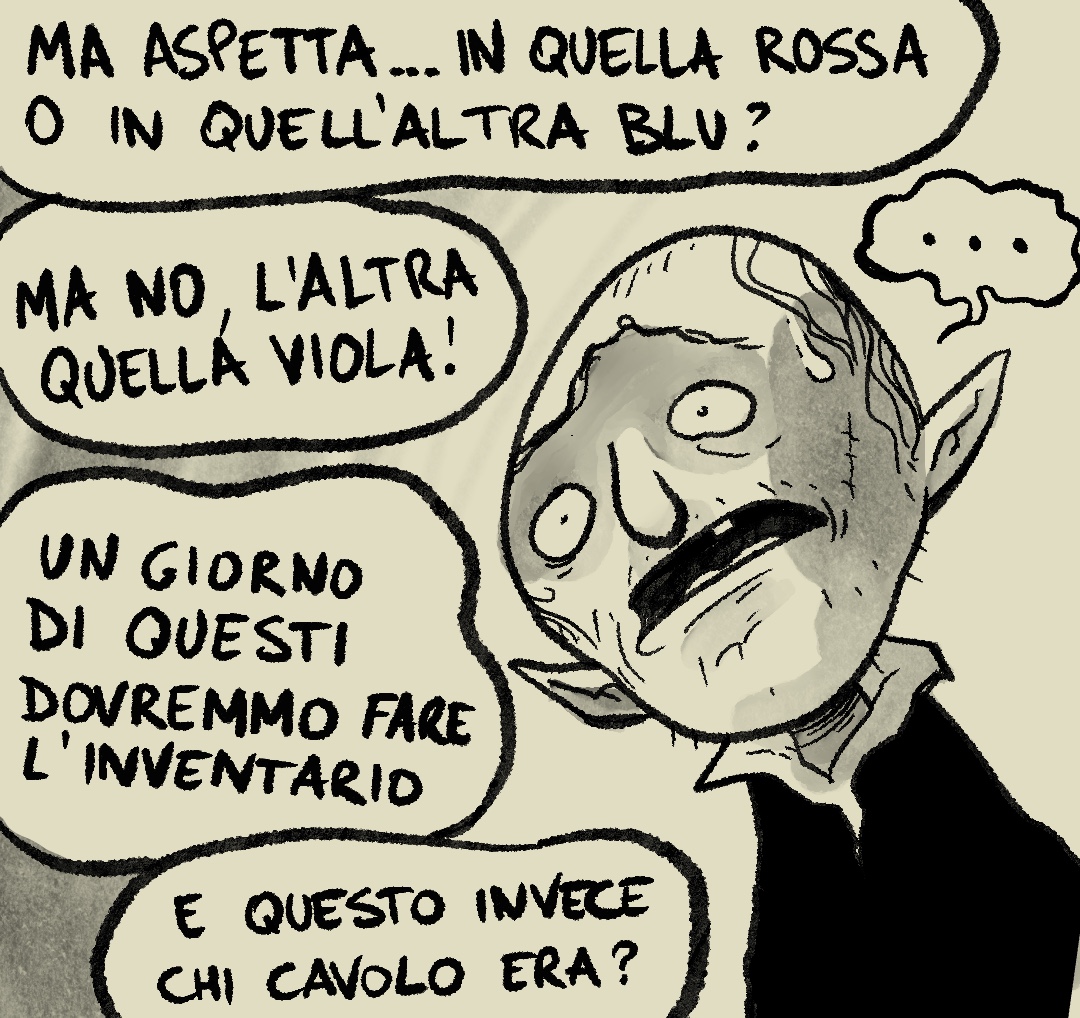 MA ASPETTA... IN QUELLA ROSSA
O IN QUELL'ALTRA BLU?
MA NO, L'ALTRA
QUELLA VIOLA!
...
UN GIORNO
DI QUESTI
DOVREMMO FARE
L'INVENTARIO
E QUESTO INVECE
CHI CAVOLO ERA?